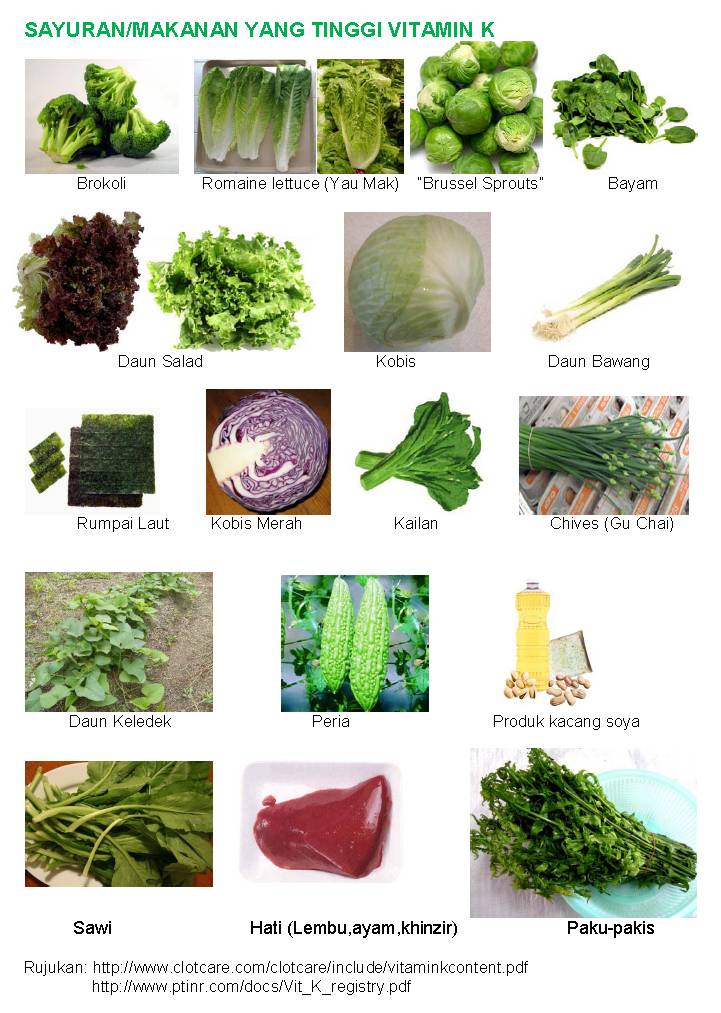 SAYURAN/MAKANAN YANG TINGGI VITAMIN K
Brokoli Romaine lettuce (Yau Mak) "Brussel Sprouts" Bayam
Daun Salad Kobis Daun Bawang
Rumpai Laut Kobis Merah Kailan Chives (Gu Chai)
Daun Keledek Peria Produk kacang soya
Sawi Hati (Lembu,ayam,khinzir) Paku-pakis
Rujukan: http://www.clotcare.com/clotcare/include/vitaminkcontent.pdf
http://www.ptinr.com/docs/Vit_K_registry.pdf